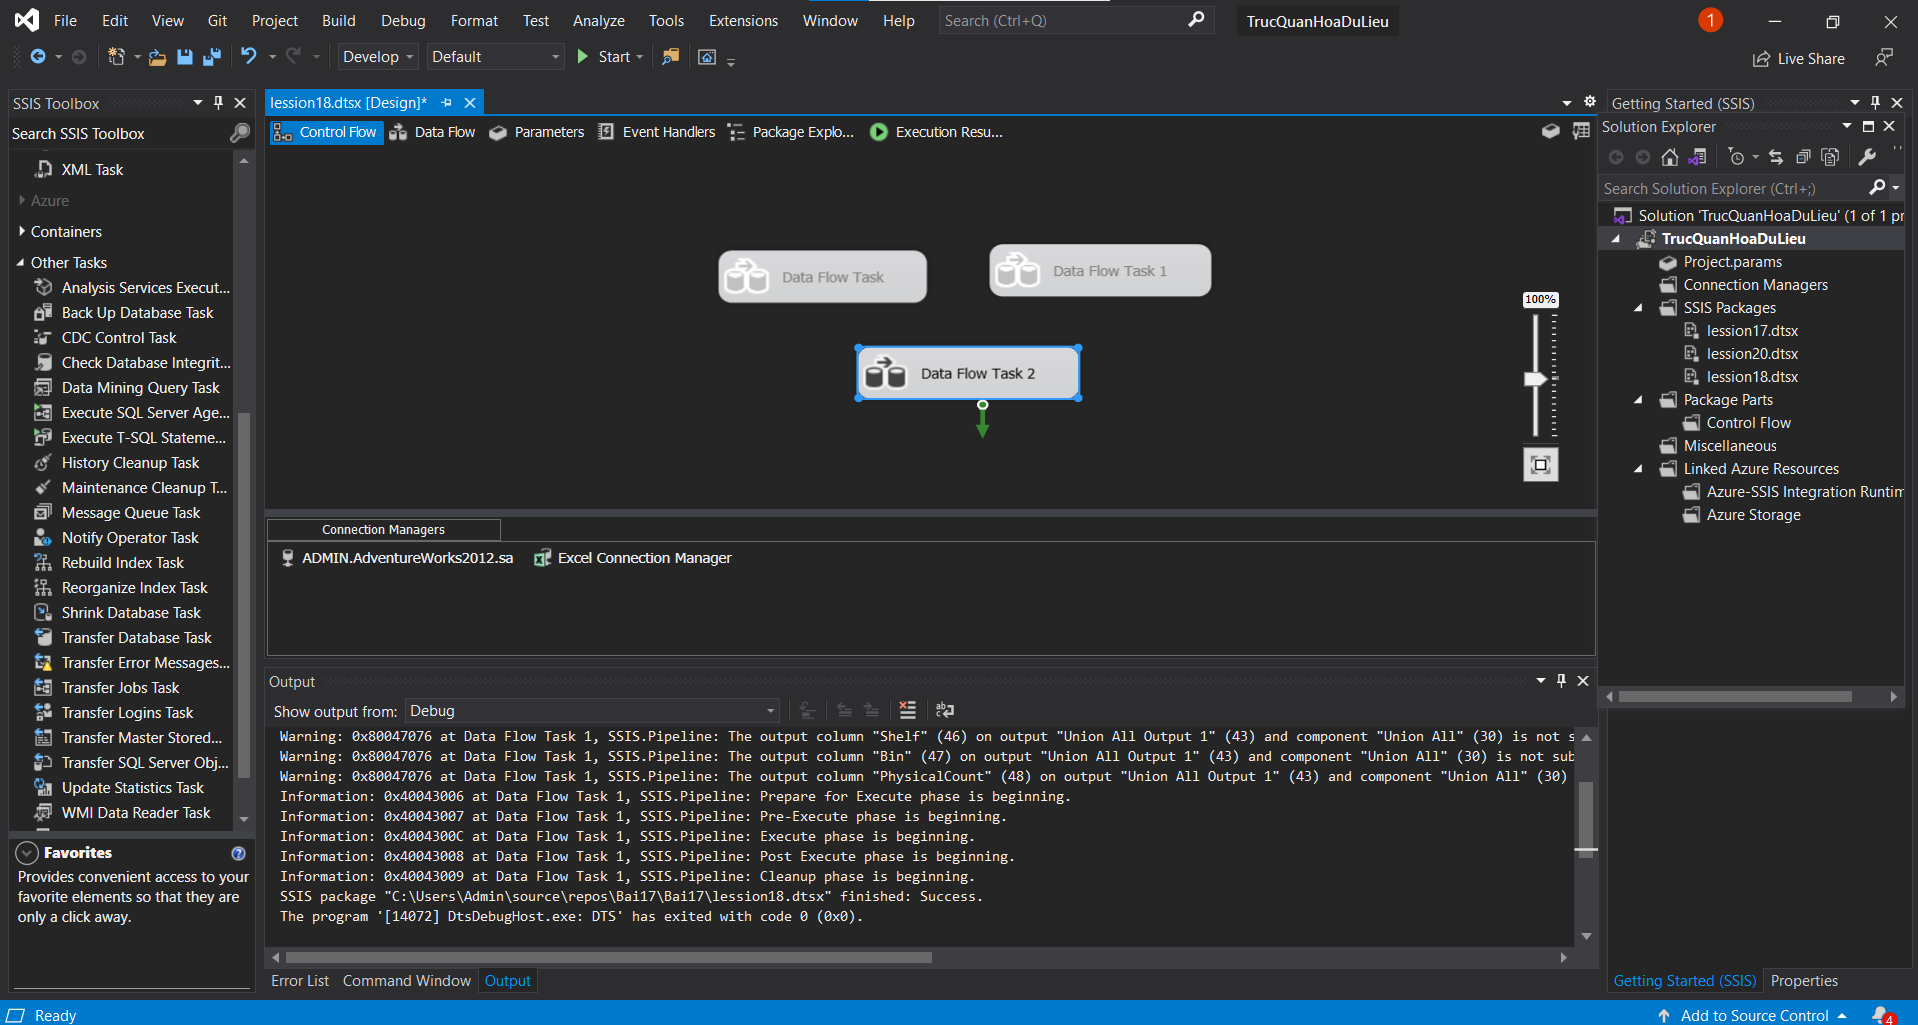 File Edit View Git Project Build Debug Format Test Analyze Tools Extensions Window Help Search (Ctrl+Q) TrucQuanHoaDuLieu 1
Develop Default Start Live Share
SSIS Toolbox
Search SSIS Toolbox
XML Task
Azure
Containers
Other Tasks
Analysis Services Execut...
Back Up Database Task
CDC Control Task
Check Database Integrit...
Data Mining Query Task
Execute SQL Server Age...
Execute T-SQL Stateme...
History Cleanup Task
Maintenance Cleanup T...
Message Queue Task
Notify Operator Task
Rebuild Index Task
Reorganize Index Task
Shrink Database Task
Transfer Database Task
Transfer Error Messages...
Transfer Jobs Task
Transfer Logins Task
Transfer Master Stored...
Transfer SQL Server Obj...
Update Statistics Task
WMI Data Reader Task
Favorites
Provides convenient access to your
favorite elements so that they are
only a click away.
lession18.dtsx [Design]*
Control Flow Data Flow Parameters Event Handlers Package Explo... Execution Resu...
Data Flow Task
Data Flow Task 1
Data Flow Task 2
100%
Connection Managers
ADMIN.AdventureWorks2012.sa Excel Connection Manager
Output
Show output from: Debug
Warning: 0x80047076 at Data Flow Task 1, SSIS.Pipeline: The output column "Shelf" (46) on output "Union All Output 1" (43) and component "Union All" (30) is not s
Warning: 0x80047076 at Data Flow Task 1, SSIS.Pipeline: The output column "Bin" (47) on output "Union All Output 1" (43) and component "Union All" (30) is not sub
Warning: 0x80047076 at Data Flow Task 1, SSIS.Pipeline: The output column "PhysicalCount" (48) on output "Union All Output 1" (43) and component "Union All" (30)
Information: 0x40043006 at Data Flow Task 1, SSIS.Pipeline: Prepare for Execute phase is beginning.
Information: 0x40043007 at Data Flow Task 1, SSIS.Pipeline: Pre-Execute phase is beginning.
Information: 0x4004300C at Data Flow Task 1, SSIS.Pipeline: Execute phase is beginning.
Information: 0x40043008 at Data Flow Task 1, SSIS.Pipeline: Post Execute phase is beginning.
Information: 0x40043009 at Data Flow Task 1, SSIS.Pipeline: Cleanup phase is beginning.
SSIS package "C:\Users\Admin\source\repos\Bai17\Bai17\lession18.dtsx" finished: Success.
The program '[14072] DtsDebugHost.exe: DTS' has exited with code 0 (0x0).
Error List Command Window Output
Getting Started (SSIS)
Solution Explorer
Search Solution Explorer (Ctrl+;)
Solution 'TrucQuanHoaDuLieu' (1 of 1 pr
TrucQuanHoaDuLieu
Project.params
Connection Managers
SSIS Packages
lession17.dtsx
lession20.dtsx
lession18.dtsx
Package Parts
Control Flow
Miscellaneous
Linked Azure Resources
Azure-SSIS Integration Runtim
Azure Storage
Getting Started (SSIS) Properties
Ready Add to Source Control 4